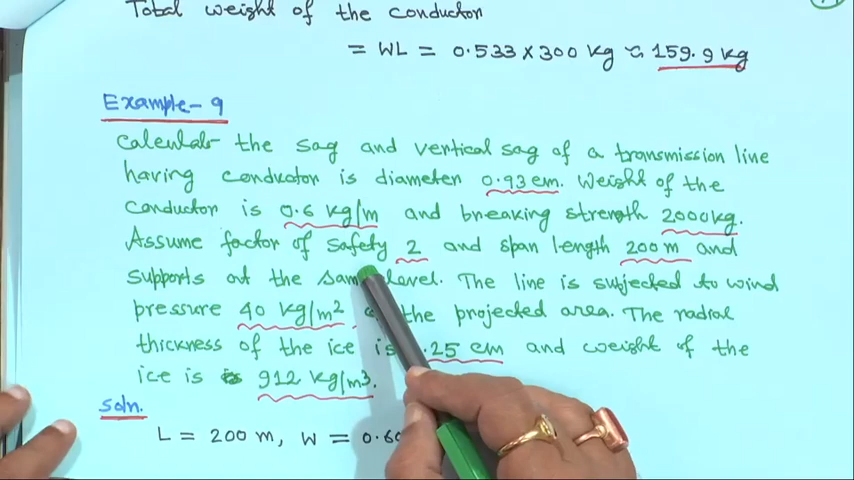 Total weight of the conductor
= WL = 0.533 X 300 kg ≃ 159.9 kg
Example-9
Calculate the sag and vertical sag of a transmission line
having conductor is diameter 0.93 cm. Weight of the
conductor is 0.6 kg/m and breaking strength 2000kg.
Assume factor of safety 2 and span length 200 m and
supports at the same level. The line is subjected to wind
pressure 40 kg/m2 the projected area. The radial
thickness of the ice is .25 cm and weight of the
ice is 912 kg/m3.
Soln.
L = 200 m, W = 0.60